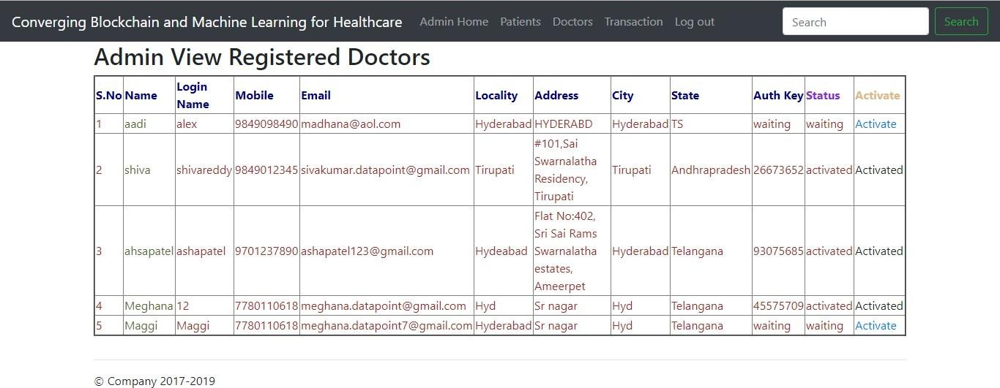 Converging Blockchain and Machine Learning for Healthcare Admin Home Patients Doctors Transaction Log out Search Search
Admin View Registered Doctors
S.No Name Login Name Mobile Email Locality Address City State Auth Key Status Activate
1 aadi alex 9849098490 madhana@aol.com Hyderabad HYDERABD Hyderabad TS waiting waiting Activate
2 shiva shivareddy 9849012345 sivakumar.datapoint@gmail.com Tirupati #101,Sai Swarnalatha Residency, Tirupati Tirupati Andhrapradesh 26673652 activated Activated
3 ahsapatel ashapatel 9701237890 ashapatel123@gmail.com Hydeabad Flat No:402, Sri Sai Rams Swarnalatha estates, Ameerpet Hyderabad Telangana 93075685 activated Activated
4 Meghana 12 7780110618 meghana.datapoint@gmail.com Hyd Sr nagar Hyd Telangana 45575709 activated Activated
5 Maggi Maggi 7780110618 meghana.datapoint7@gmail.com Hyderabad Sr nagar Hyd Telangana waiting waiting Activate
© Company 2017-2019